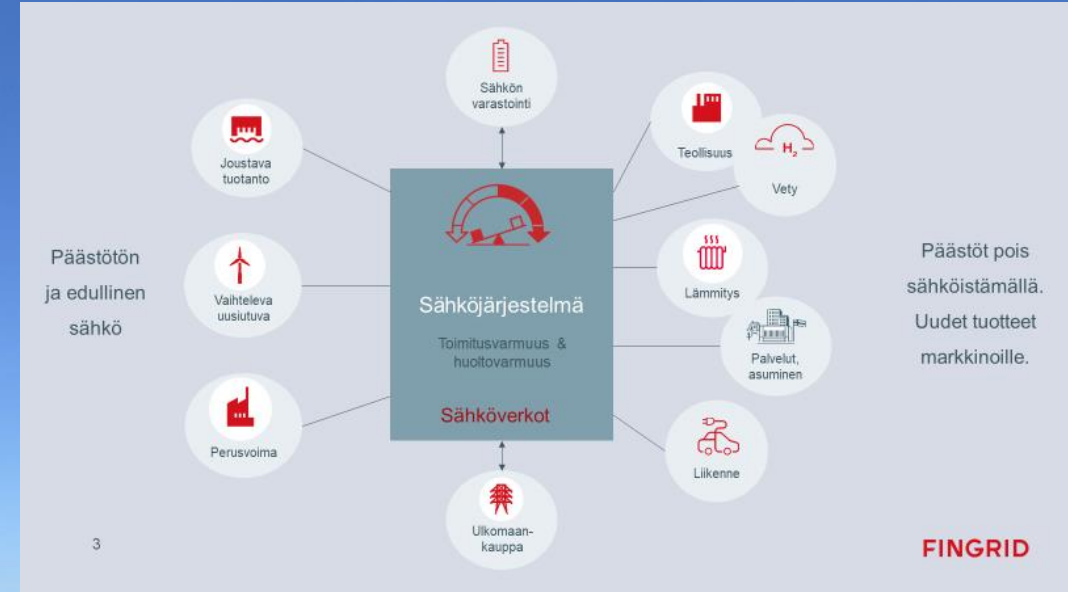 Sähkön
varastointi
Joustava
tuotanto
Teollisuus
H₂
Vety
Päästötön
ja edullinen
sähkö
Vaihteleva
uusiutuva
Sähköjärjestelmä
Toimitusvarmuus &
huoltovarmuus
Sähköverkot
Lämmitys
Palvelut,
asuminen
Päästöt pois
sähköistämällä.
Uudet tuotteet
markkinoille.
Perusvoima
Liikenne
Ulkomaan-
kauppa
3
FINGRID